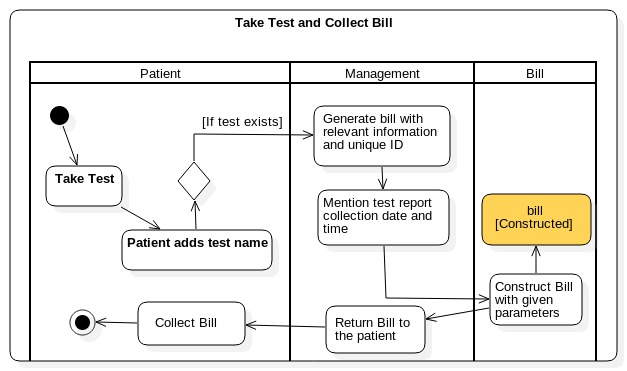 Take Test and Collect Bill
Patient
Management
Bill
[If test exists]
Generate bill with
relevant information
and unique ID
Take Test
Mention test report
collection date and
time
bill
[Constructed]
Patient adds test name
Construct Bill
with given
parameters
Collect Bill
Return Bill to
the patient